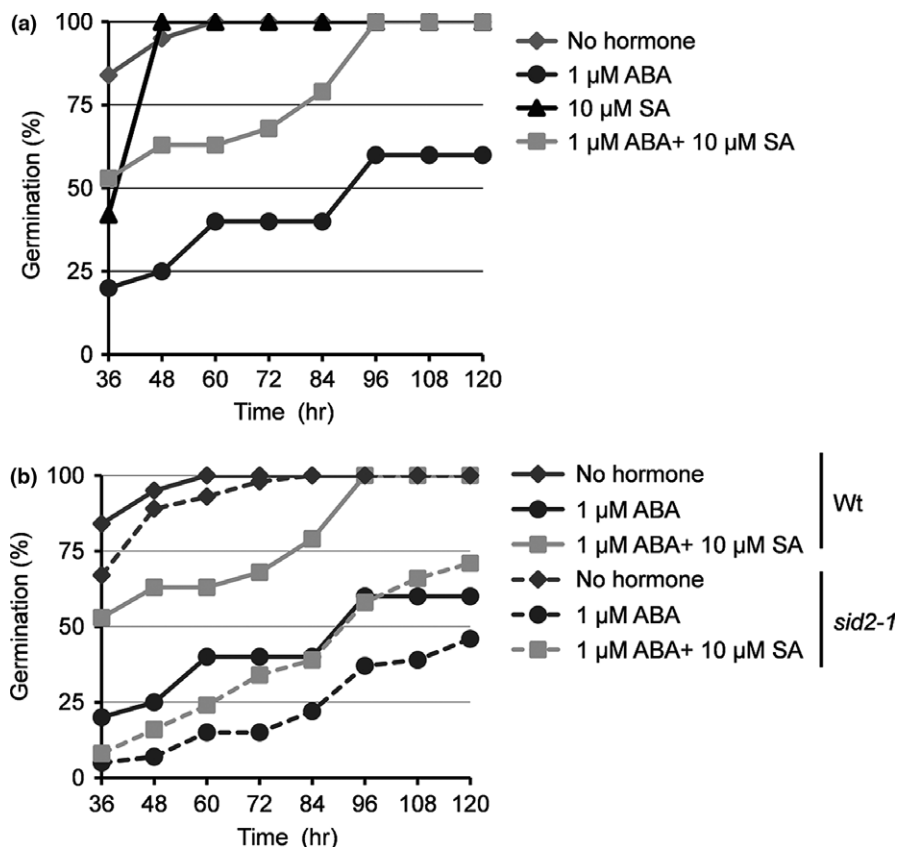 (a)
100
75
50
25
0
Germination (%)
36 48 60 72 84 96 108 120
Time (hr)
No hormone
1 µM ABA
10 µM SA
1 µM ABA+ 10 µM SA
(b)
100
75
50
25
0
Germination (%)
36 48 60 72 84 96 108 120
Time (hr)
No hormone
1 µM ABA
1 µM ABA+ 10 µM SA
Wt
No hormone
1 µM ABA
1 µM ABA+ 10 µM SA
sid2-1